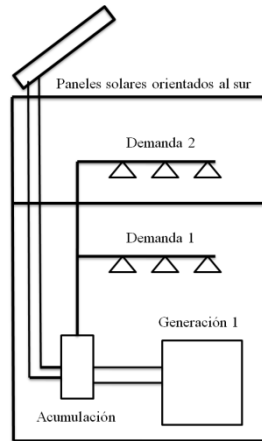 Paneles solares orientados al sur
Demanda 2
Demanda 1
Generación 1
Acumulación